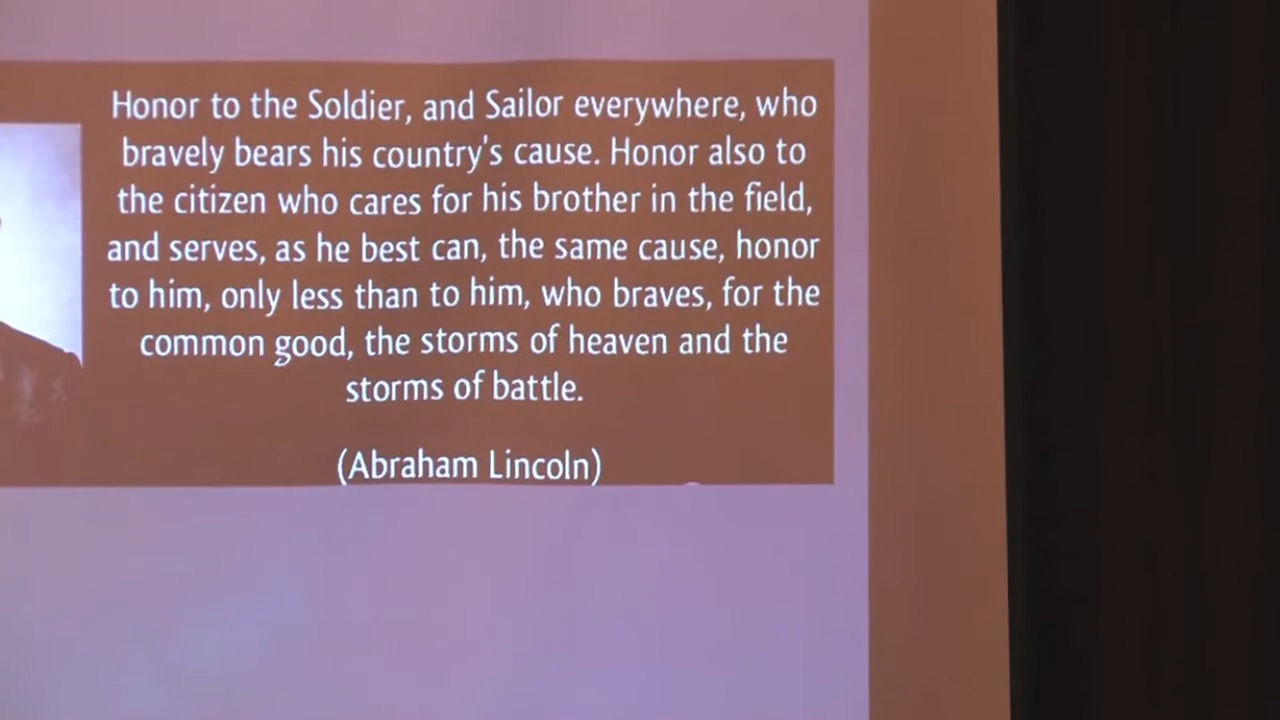 Honor to the Soldier, and Sailor everywhere, who
bravely bears his country's cause. Honor also to
the citizen who cares for his brother in the field,
and serves, as he best can, the same cause, honor
to him, only less than to him, who braves, for the
common good, the storms of heaven and the
storms of battle.
(Abraham Lincoln)